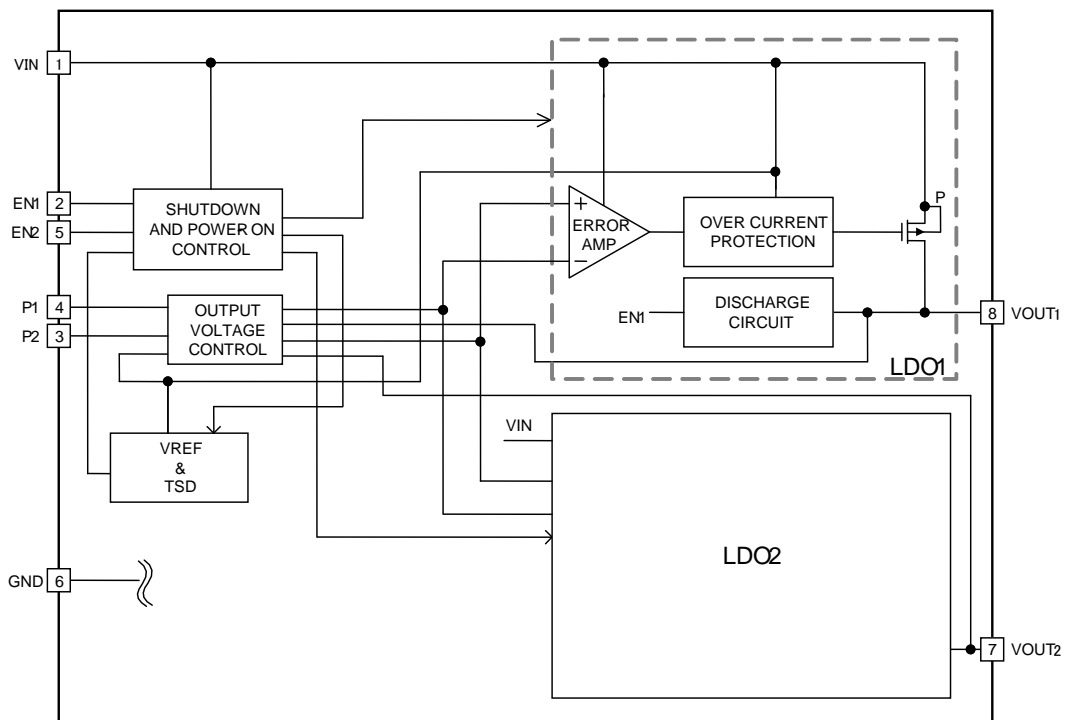 VIN 1
P
EN1 2
EN2 5
SHUTDOWN
AND POWER ON
CONTROL
+
ERROR
AMP
−
OVER CURRENT
PROTECTION
P1 4
P2 3
OUTPUT
VOLTAGE
CONTROL
EN1
DISCHARGE
CIRCUIT
8 VOUT1
LDO1
VREF
&
TSD
VIN
LDO2
GND 6
7 VOUT2